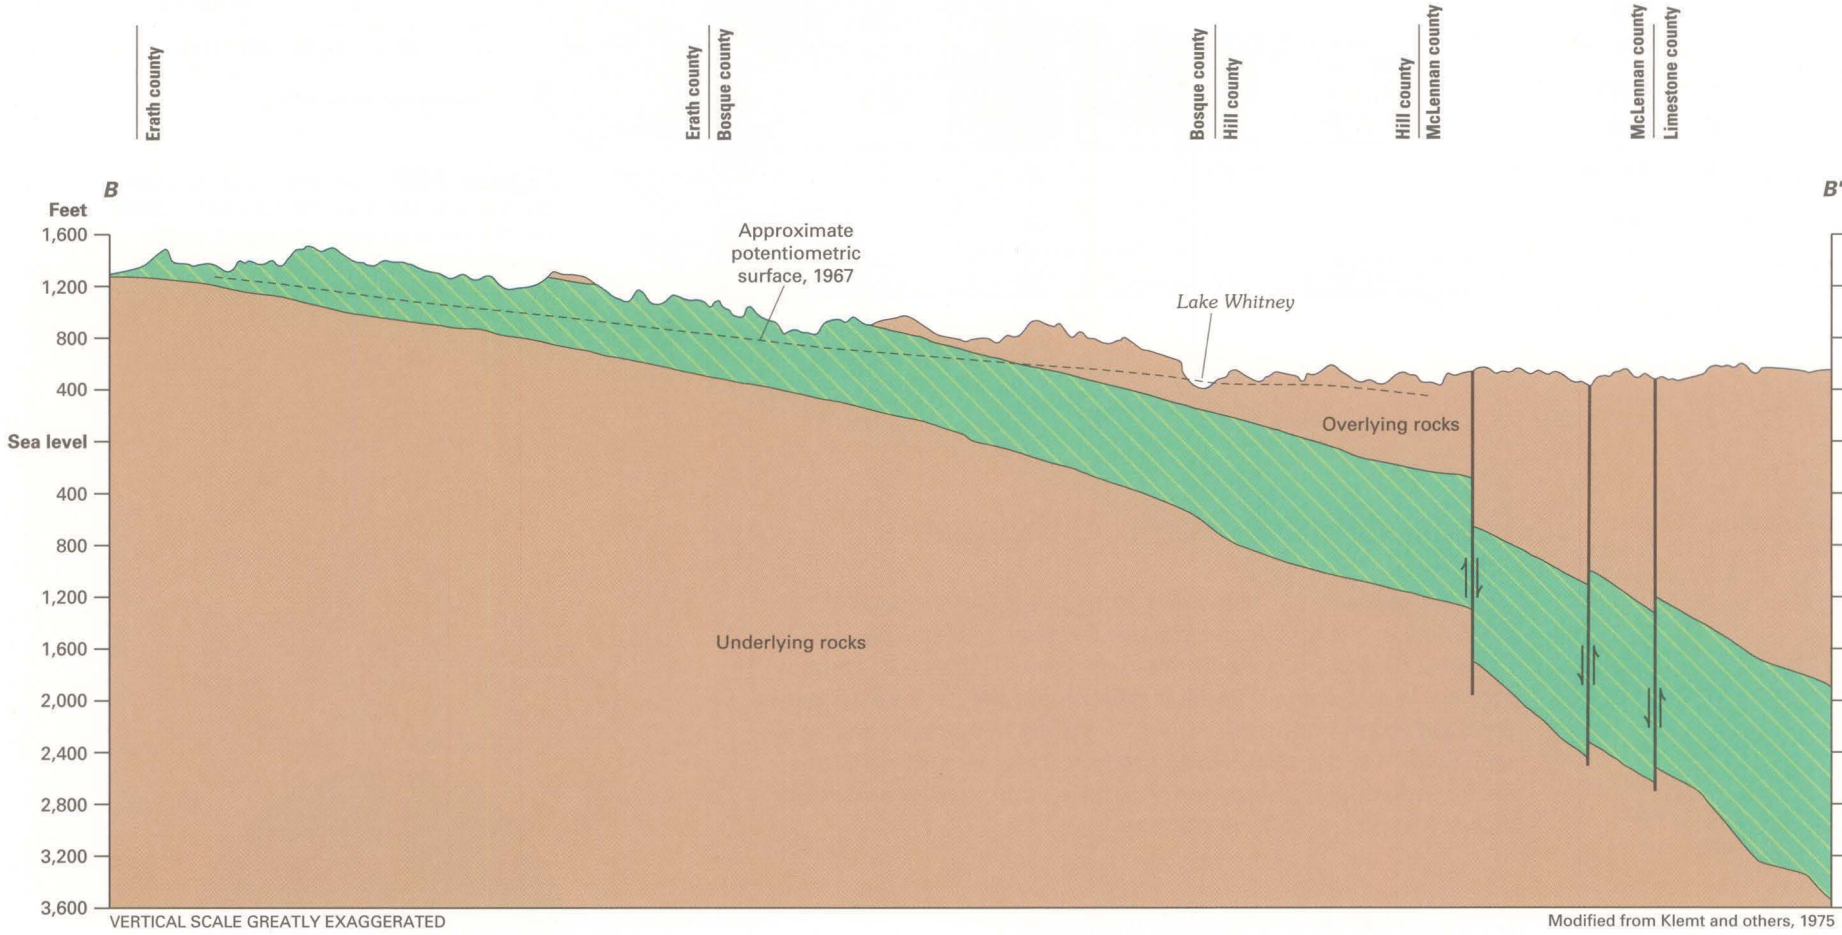 Erath county
Erath county
Bosque county
Bosque county
Hill county
Hill county
McLennan county
McLennan county
Limestone county
B
B'
Feet
1,600
1,200
800
400
Sea level
400
800
1,200
1,600
2,000
2,400
2,800
3,200
3,600
Approximate
potentiometric
surface, 1967
Lake Whitney
Overlying rocks
Underlying rocks
VERTICAL SCALE GREATLY EXAGGERATED
Modified from Klemt and others, 1975